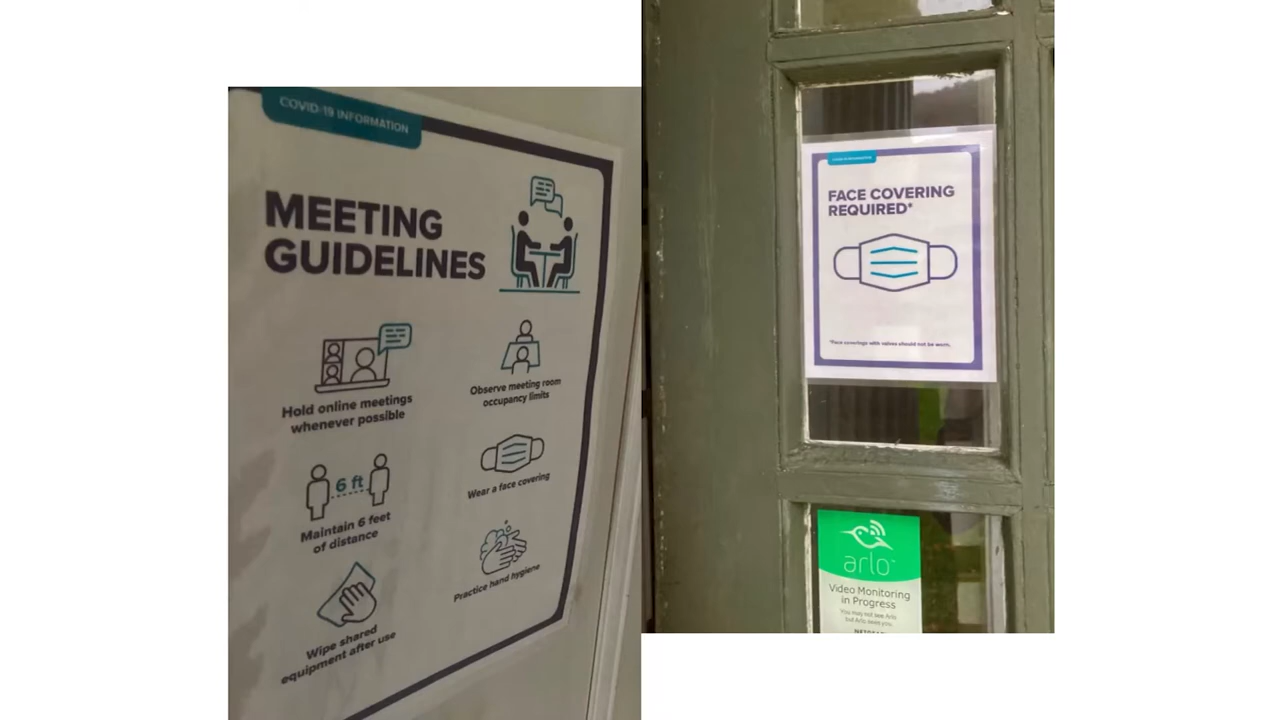 COVID-19 INFORMATION
MEETING
GUIDELINES
Hold online meetings
whenever possible
Observe meeting room
occupancy limits
6 ft
Maintain 6 feet
of distance
Wear a face covering
Wipe shared
equipment after use
Practice hand hygiene
FACE COVERING
REQUIRED*
*Face coverings with valves should not be worn.
arlo™
Video Monitoring
in Progress
You may not see Arlo
but Arlo sees you.